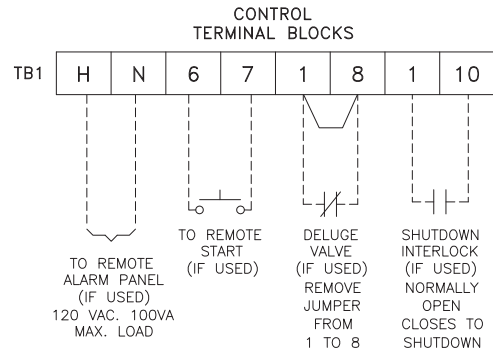 CONTROL
TERMINAL BLOCKS
TB1 H N 6 7 1 8 1 10
TO REMOTE
ALARM PANEL
(IF USED)
120 VAC. 100VA
MAX. LOAD
TO REMOTE
START
(IF USED)
DELUGE
VALVE
(IF USED)
REMOVE
JUMPER
FROM
1 TO 8
SHUTDOWN
INTERLOCK
(IF USED)
NORMALLY
OPEN
CLOSES TO
SHUTDOWN